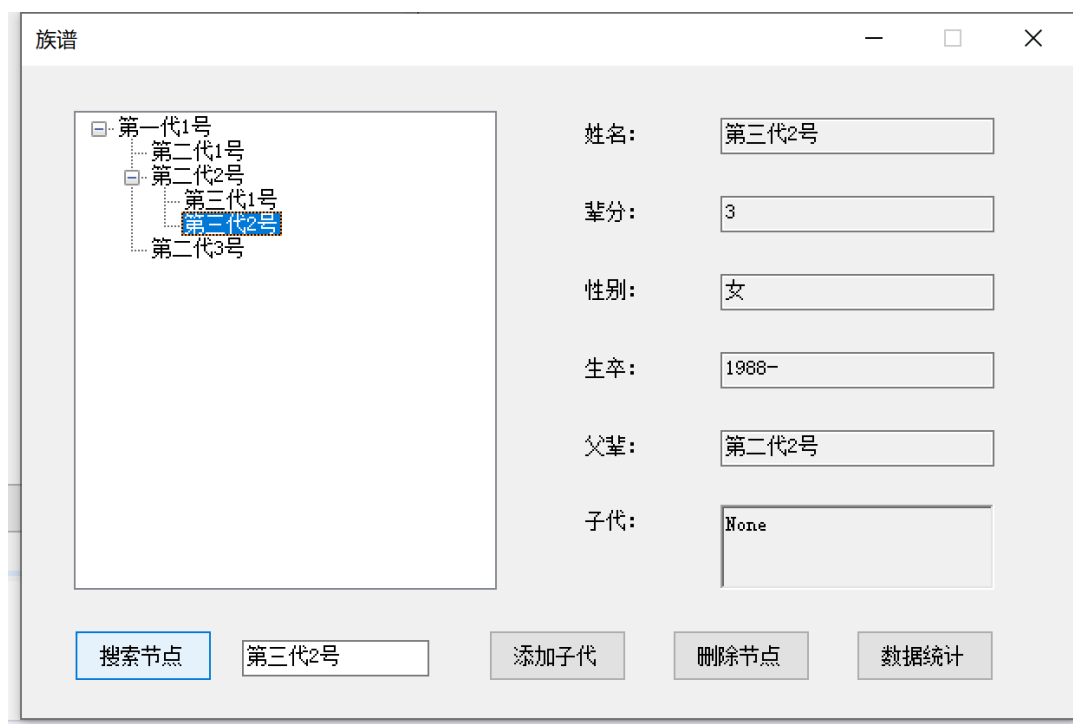 族谱
第一代1号
第二代1号
第二代2号
第三代1号
第三代2号
第二代3号
姓名： 第三代2号
辈分： 3
性别： 女
生卒： 1988-
父辈： 第二代2号
子代： None
搜索节点 第三代2号 添加子代 删除节点 数据统计